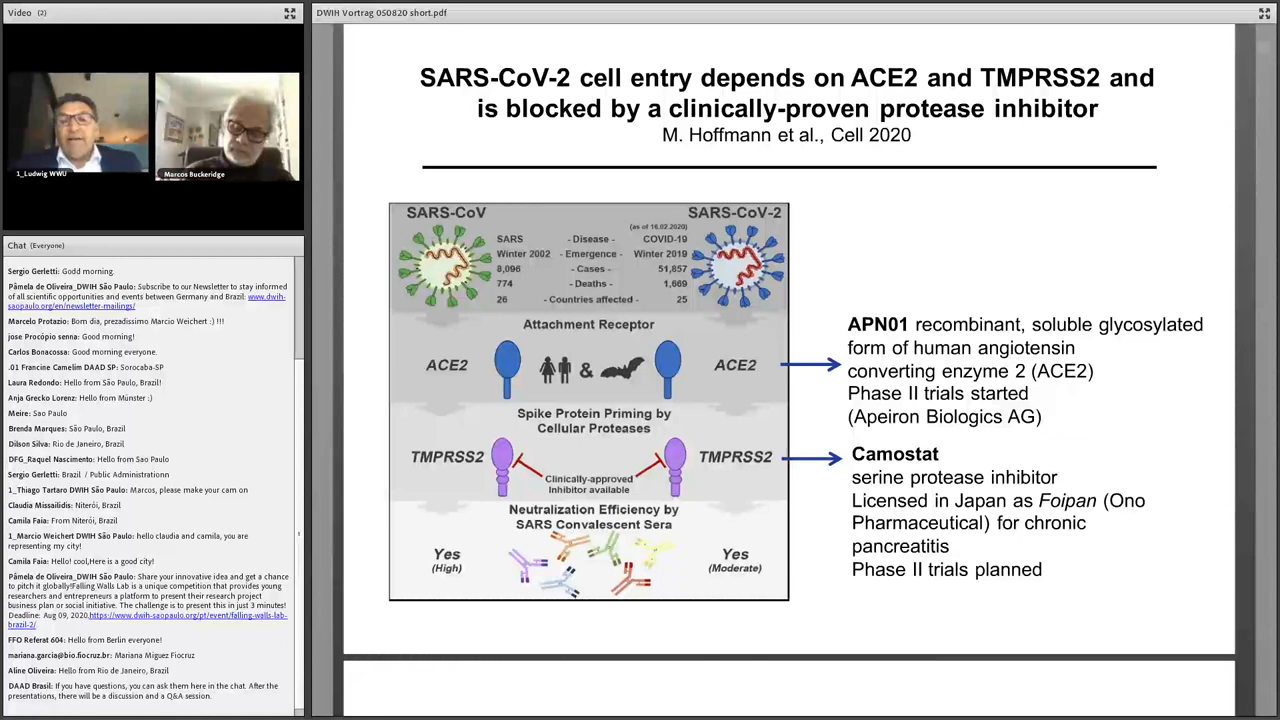 Video (2)
1_Ludwig WWU
Marcos Buckeridge
Chat (Everyone)
Sergio Gerletti: Godd morning.
Pâmela de Oliveira_DWIH São Paulo: Subscribe to our Newsletter to stay informed
of all scientific opportunities and events between Germany and Brazil: www.dwih-
saopaulo.org/en/newsletter-mailings/
Marcelo Protazio: Bom dia, prezadissimo Marcio Weichert :) !!!
jose Procópio senna: Good morning!
Carlos Bonacossa: Good morning everyone.
.01 Francine Camelim DAAD SP: Sorocaba-SP
Laura Redondo: Hello from São Paulo, Brazil!
Anja Grecko Lorenz: Hello from Münster :)
Meire: Sao Paulo
Brenda Marques: São Paulo, Brazil
Dilson Silva: Rio de Janeiro, Brazil
DFG_Raquel Nascimento: Hello from Sao Paulo
Sergio Gerletti: Brazil / Public Administrationn
1_Thiago Tartaro DWIH São Paulo: Marcos, please make your cam on
Claudia Missailidis: Niterói, Brazil
Camila Faia: From Niterói, Brazil
1_Marcio Weichert DWIH São Paulo: hello claudia and camila, you are
representing my city!
Camila Faia: Hello! cool,Here is a good city!
Pâmela de Oliveira_DWIH São Paulo: Share your innovative idea and get a chance
to pitch it globally!Falling Walls Lab is a unique competition that provides young
researchers and entrepreneurs a platform to present their research project
business plan or social initiative. The challenge is to present this in just 3 minutes!
Deadline: Aug 09, 2020,https://www.dwih-saopaulo.org/pt/event/falling-walls-lab-
brazil-2/
FFO Referat 604: Hello from Berlin everyone!
mariana.garcia@bio.fiocruz.br: Mariana Miguez Fiocruz
Aline Oliveira: Hello from Rio de Janeiro, Brazil
DAAD Brasil: If you have questions, you can ask them here in the chat. After the
presentations, there will be a discussion and a Q&A session.
DWIH Vortrag 050820 short.pdf
SARS-CoV-2 cell entry depends on ACE2 and TMPRSS2 and
is blocked by a clinically-proven protease inhibitor
M. Hoffmann et al., Cell 2020
SARS-CoV SARS-CoV-2
(as of 16.02.2020)
SARS - Disease - COVID-19
Winter 2002 - Emergence - Winter 2019
8,096 - Cases - 51,857
774 - Deaths - 1,669
26 - Countries affected - 25
Attachment Receptor
ACE2 & ACE2
Spike Protein Priming by
Cellular Proteases
TMPRSS2 TMPRSS2
Clinically-approved
Inhibitor available
Neutralization Efficiency by
SARS Convalescent Sera
Yes Yes
(High) (Moderate)
APN01 recombinant, soluble glycosylated
form of human angiotensin
converting enzyme 2 (ACE2)
Phase II trials started
(Apeiron Biologics AG)
Camostat
serine protease inhibitor
Licensed in Japan as Foipan (Ono
Pharmaceutical) for chronic
pancreatitis
Phase II trials planned